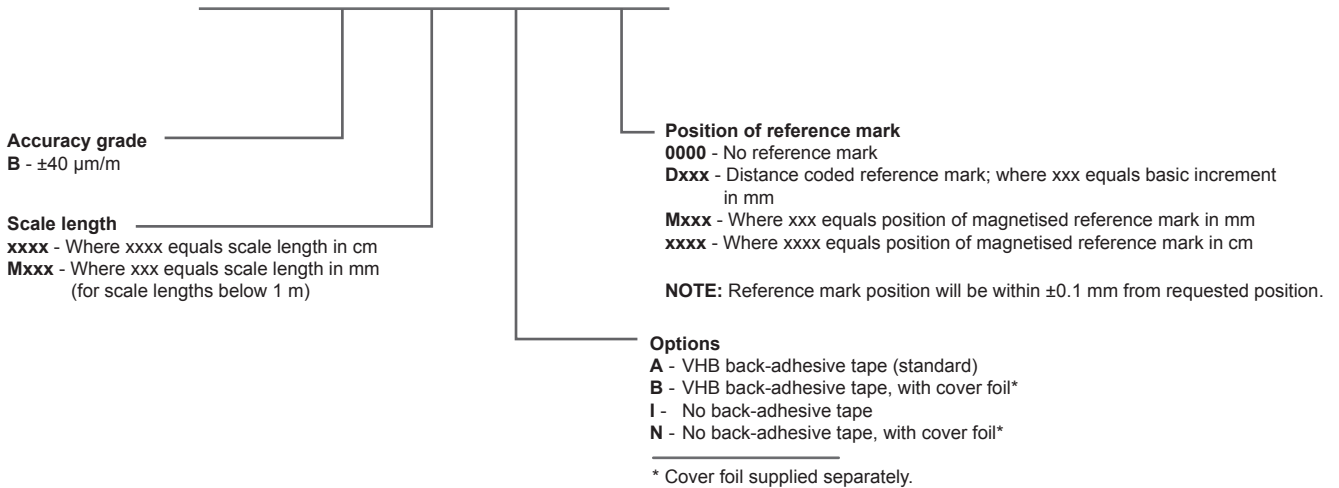 Accuracy grade
B - ±40 µm/m
Scale length
xxxx - Where xxxx equals scale length in cm
Mxxx - Where xxx equals scale length in mm
(for scale lengths below 1 m)
Position of reference mark
0000 - No reference mark
Dxxx - Distance coded reference mark; where xxx equals basic increment
in mm
Mxxx - Where xxx equals position of magnetised reference mark in mm
xxxx - Where xxxx equals position of magnetised reference mark in cm
NOTE: Reference mark position will be within ±0.1 mm from requested position.
Options
A - VHB back-adhesive tape (standard)
B - VHB back-adhesive tape, with cover foil*
I - No back-adhesive tape
N - No back-adhesive tape, with cover foil*
* Cover foil supplied separately.